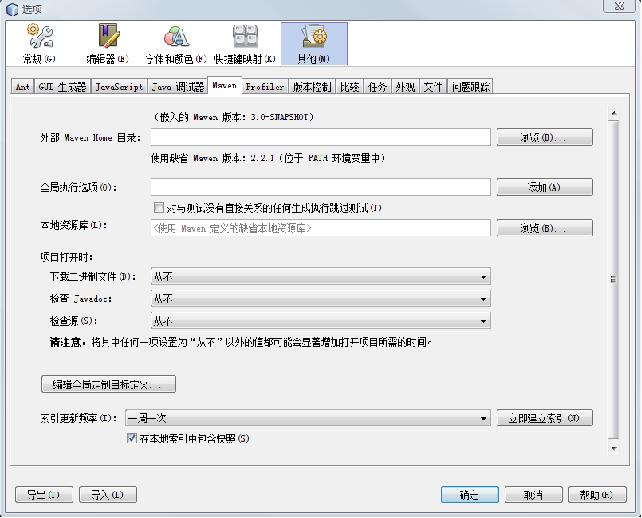 选项
常规(G) 编辑器(E) 字体和颜色(F) 快捷键映射(K) 其他(M)
Ant GUI 生成器 JavaScript Java 调试器 Maven Profiler 版本控制 比较 任务 外观 文件 问题跟踪
(嵌入的 Maven 版本: 3.0-SNAPSHOT)
外部 Maven Home 目录: 浏览(B)...
使用缺省 Maven 版本: 2.2.1 (位于 PATH 环境变量中)
全局执行选项(O): 添加(A)
对与测试没有直接关系的任何生成执行跳过测试(T)
本地资源库(L): <使用 Maven 定义的缺省本地资源库> 浏览(B)...
项目打开时:
下载二进制文件(D): 从不
检查 Javadoc: 从不
检查源(S): 从不
请注意，将其中任何一项设置为“从不”以外的值都可能会显著增加打开项目所需的时间。
编辑全局定制目标定义...
索引更新频率(I): 一周一次 立即建立索引(J)
在本地索引中包含快照(S)
导出(T) 导入(I) 确定 取消 帮助(H)